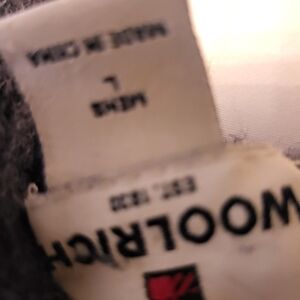 WOOLRICH
EST. 1830
MENS
L
MADE IN CHINA